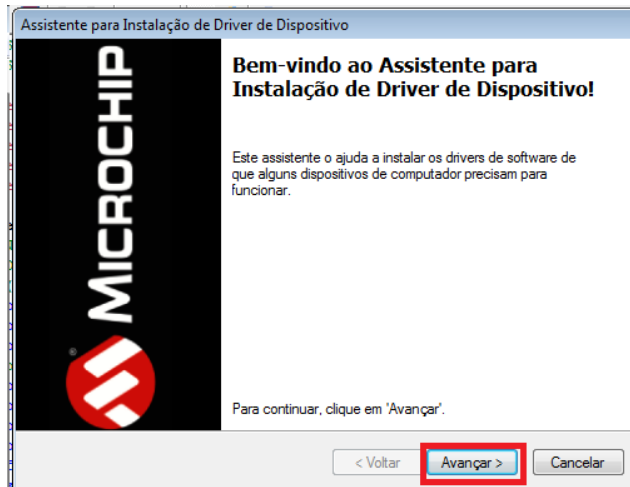 Assistente para Instalação de Driver de Dispositivo
MICROCHIP
®
Bem-vindo ao Assistente para
Instalação de Driver de Dispositivo!
Este assistente o ajuda a instalar os drivers de software de
que alguns dispositivos de computador precisam para
funcionar.
Para continuar, clique em 'Avançar'.
< Voltar
Avançar >
Cancelar